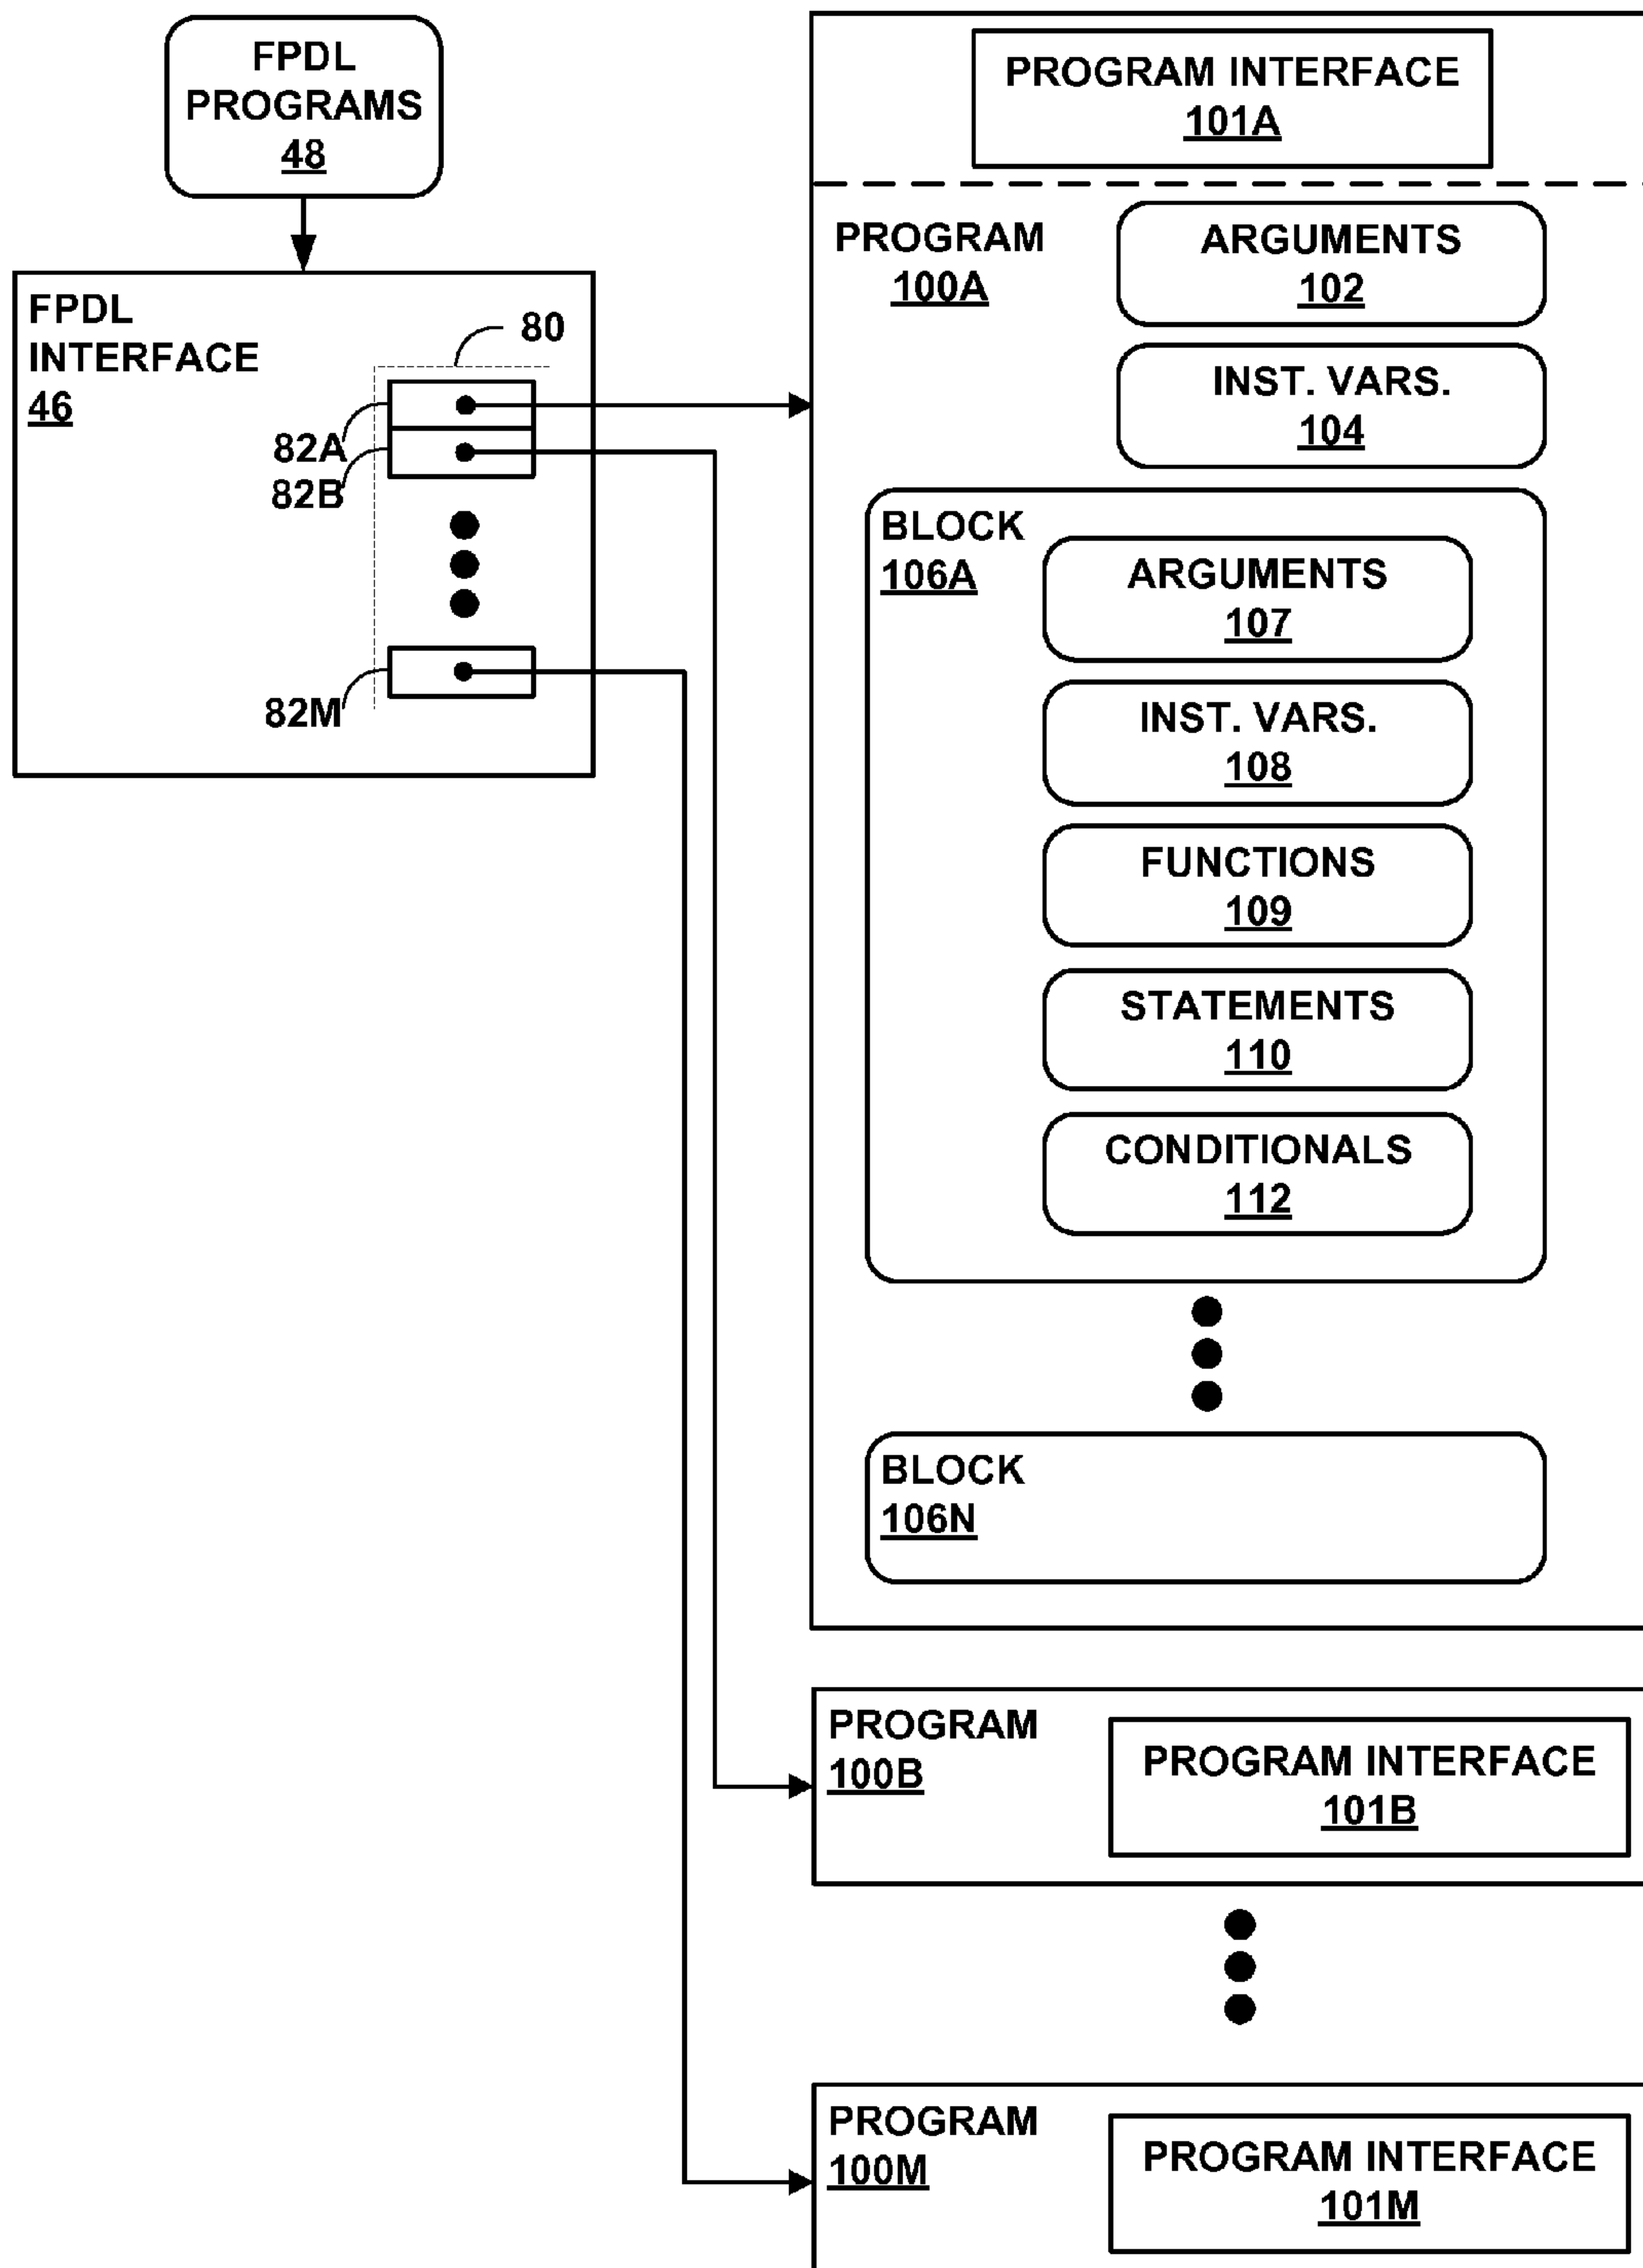 FPDL
PROGRAMS
48
FPDL
INTERFACE
46
80
82A
82B
82M
PROGRAM INTERFACE
101A
PROGRAM
100A
ARGUMENTS
102
INST. VARS.
104
BLOCK
106A
ARGUMENTS
107
INST. VARS.
108
FUNCTIONS
109
STATEMENTS
110
CONDITIONALS
112
BLOCK
106N
PROGRAM
100B
PROGRAM INTERFACE
101B
PROGRAM
100M
PROGRAM INTERFACE
101M